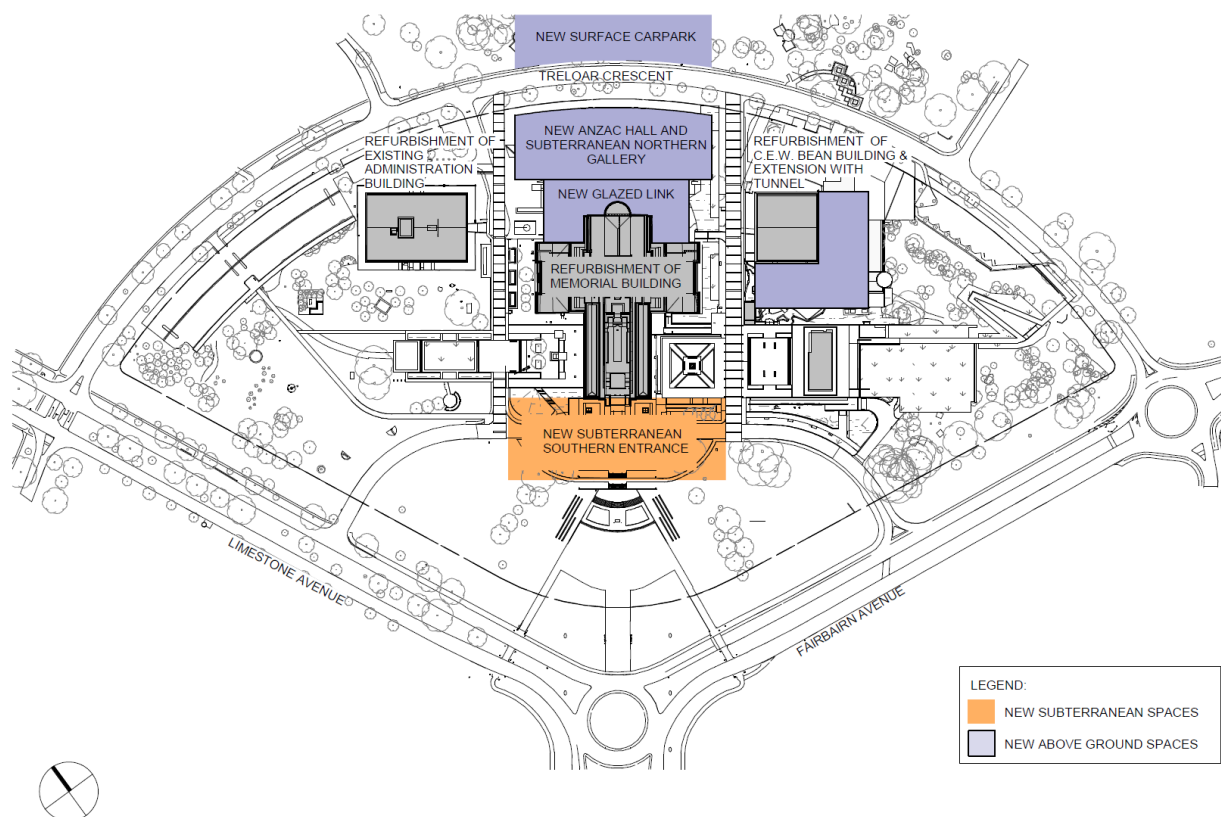 NEW SURFACE CARPARK
TRELOAR CRESCENT
NEW ANZAC HALL AND
SUBTERRANEAN NORTHERN
GALLERY
REFURBISHMENT OF
EXISTING
ADMINISTRATION
BUILDING
REFURBISHMENT OF
C.E.W. BEAN BUILDING &
EXTENSION WITH
TUNNEL
NEW GLAZED LINK
REFURBISHMENT OF
MEMORIAL BUILDING
NEW SUBTERRANEAN
SOUTHERN ENTRANCE
LIMESTONE AVENUE
FAIRBAIRN AVENUE
LEGEND:
NEW SUBTERRANEAN SPACES
NEW ABOVE GROUND SPACES